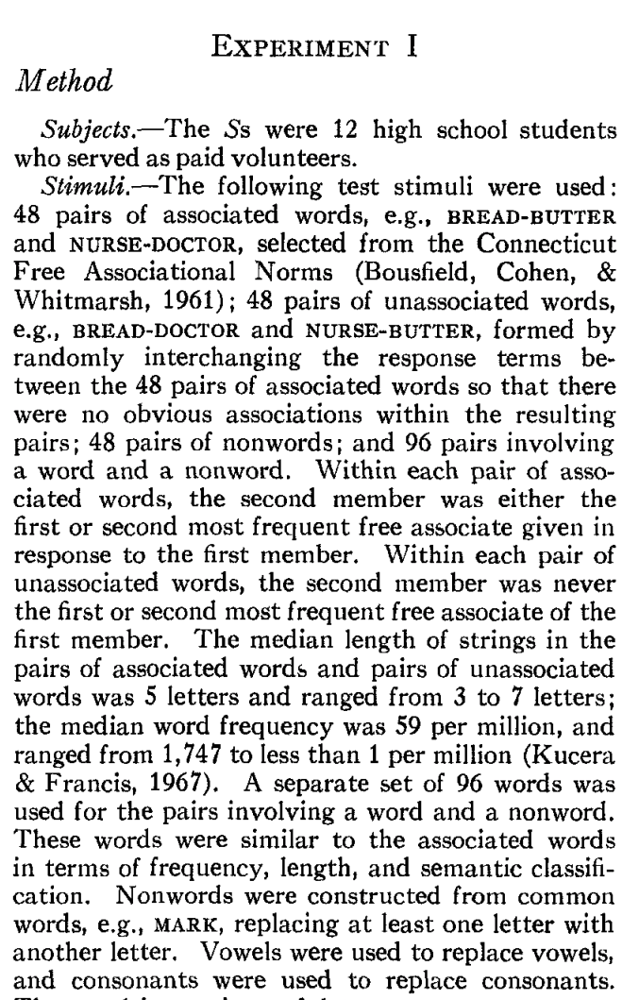 EXPERIMENT I
Method
Subjects.—The Ss were 12 high school students
who served as paid volunteers.
Stimuli.—The following test stimuli were used:
48 pairs of associated words, e.g., BREAD-BUTTER
and NURSE-DOCTOR, selected from the Connecticut
Free Associational Norms (Bousfield, Cohen, &
Whitmarsh, 1961); 48 pairs of unassociated words,
e.g., BREAD-DOCTOR and NURSE-BUTTER, formed by
randomly interchanging the response terms be-
tween the 48 pairs of associated words so that there
were no obvious associations within the resulting
pairs; 48 pairs of nonwords; and 96 pairs involving
a word and a nonword. Within each pair of asso-
ciated words, the second member was either the
first or second most frequent free associate given in
response to the first member. Within each pair of
unassociated words, the second member was never
the first or second most frequent free associate of the
first member. The median length of strings in the
pairs of associated words and pairs of unassociated
words was 5 letters and ranged from 3 to 7 letters;
the median word frequency was 59 per million, and
ranged from 1,747 to less than 1 per million (Kucera
& Francis, 1967). A separate set of 96 words was
used for the pairs involving a word and a nonword.
These words were similar to the associated words
in terms of frequency, length, and semantic classifi-
cation. Nonwords were constructed from common
words, e.g., MARK, replacing at least one letter with
another letter. Vowels were used to replace vowels,
and consonants were used to replace consonants.